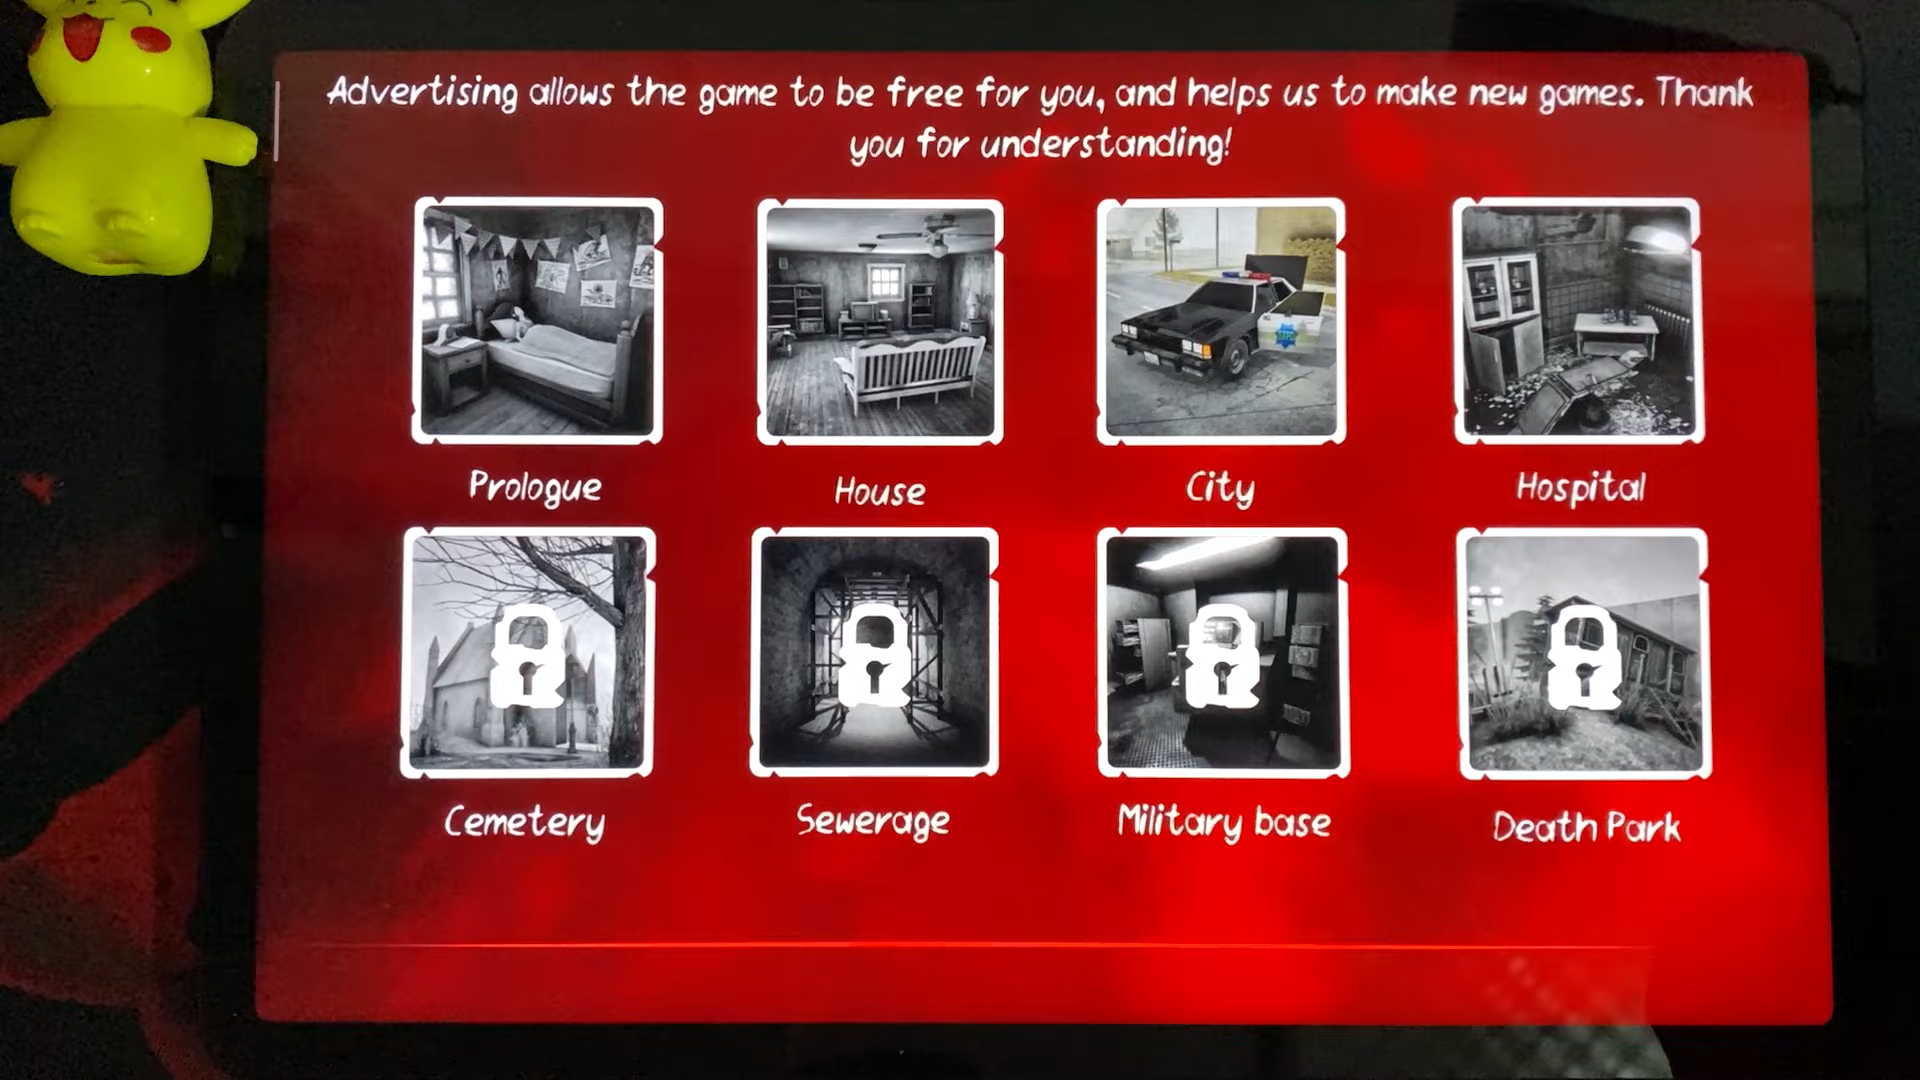 Advertising allows the game to be free for you, and helps us to make new games. Thank
you for understanding!
Prologue
House
City
Hospital
Cemetery
Sewerage
Military base
Death Park